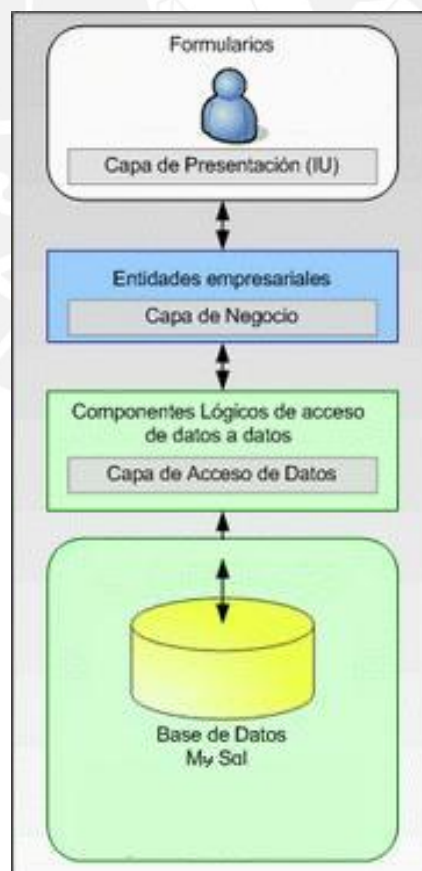 Formularios
Capa de Presentación (IU)
Entidades empresariales
Capa de Negocio
Componentes Lógicos de acceso
de datos a datos
Capa de Acceso de Datos
Base de Datos
My Sql